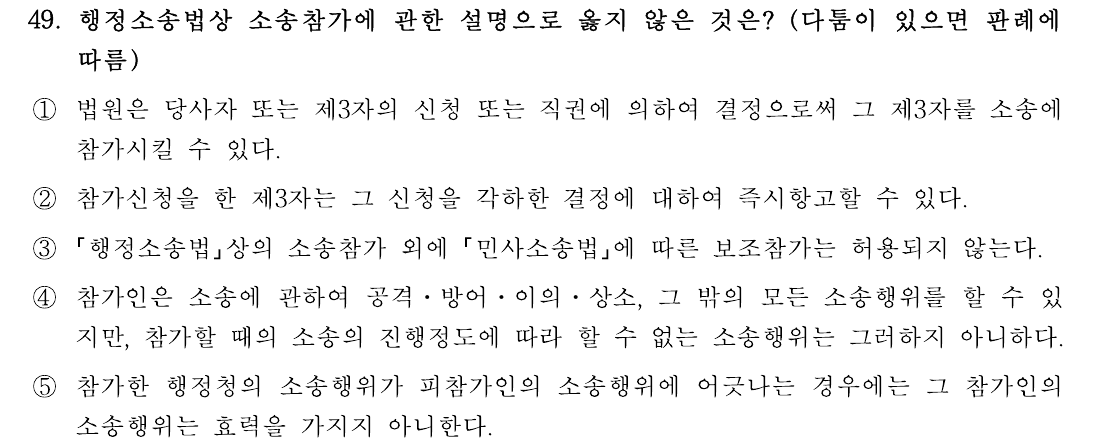 49. 행정소송법상 소송참가에 관한 설명으로 옳지 않은 것은? (다툼이 있으면 판례에
따름)
① 법원은 당사자 또는 제3자의 신청 또는 직권에 의하여 결정으로써 그 제3자를 소송에
참가시킬 수 있다.
② 참가신청을 한 제3자는 그 신청을 각하한 결정에 대하여 즉시항고할 수 있다.
③ 「행정소송법」상의 소송참가 외에 「민사소송법」에 따른 보조참가는 허용되지 않는다.
④ 참가인은 소송에 관하여 공격・방어・이의・상소, 그 밖의 모든 소송행위를 할 수 있
지만, 참가할 때의 소송의 진행정도에 따라 할 수 없는 소송행위는 그러하지 아니하다.
⑤ 참가한 행정청의 소송행위가 피참가인의 소송행위에 어긋나는 경우에는 그 참가인의
소송행위는 효력을 가지지 아니한다.